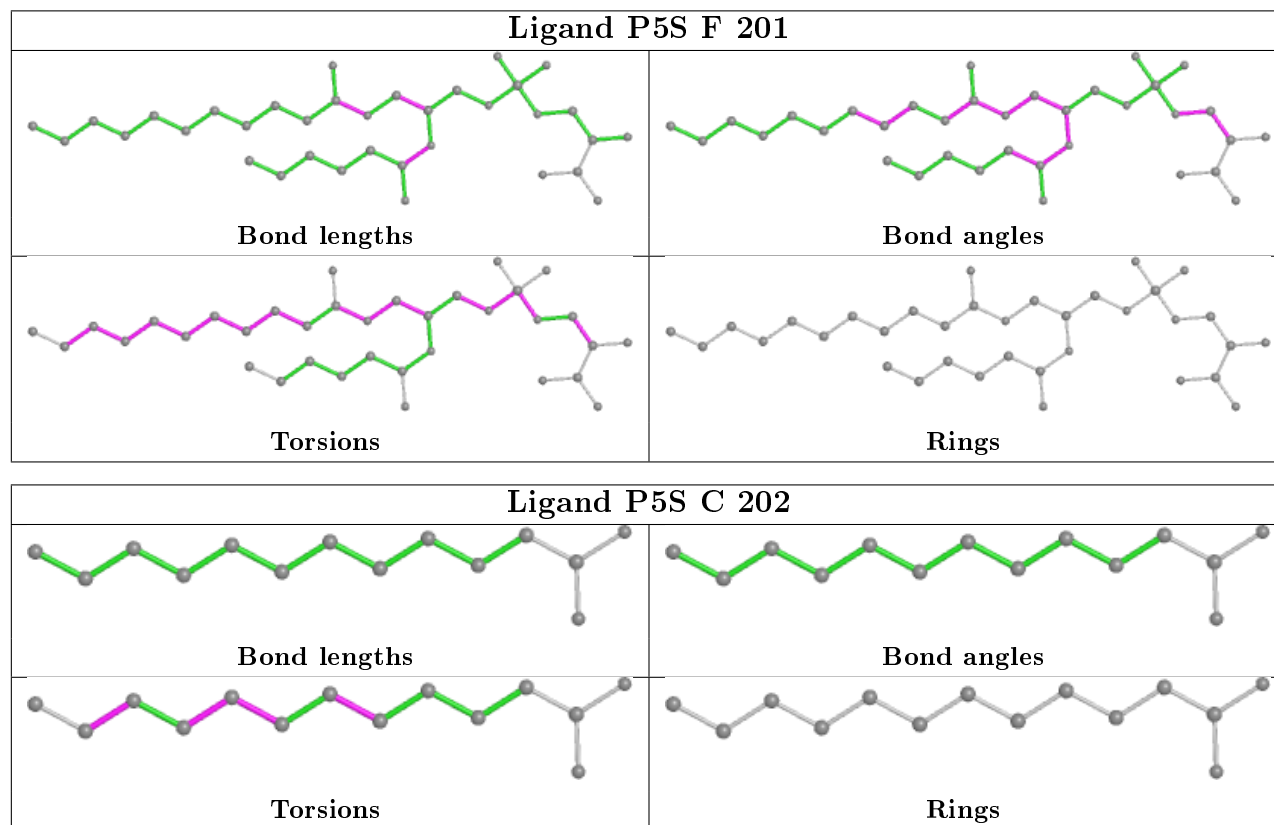 Ligand P5S F 201
Bond lengths
Bond angles
Torsions
Rings
Ligand P5S C 202
Bond lengths
Bond angles
Torsions
Rings